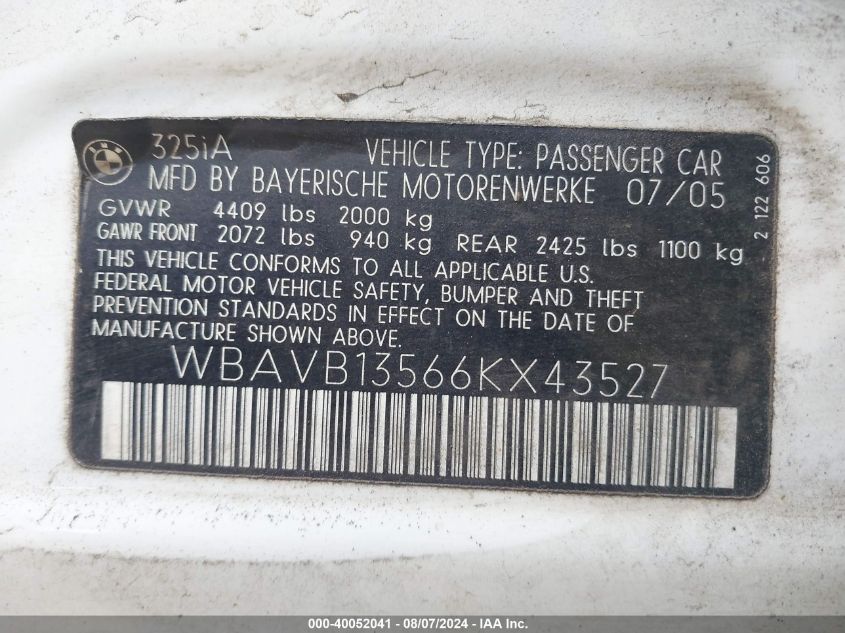 325iA VEHICLE TYPE: PASSENGER CAR
MFD BY BAYERISCHE MOTORENWERKE 07/05
GVWR 4409 lbs 2000 kg
GAWR FRONT 2072 lbs 940 kg REAR 2425 lbs 1100 kg
THIS VEHICLE CONFORMS TO ALL APPLICABLE U.S.
FEDERAL MOTOR VEHICLE SAFETY, BUMPER AND THEFT
PREVENTION STANDARDS IN EFFECT ON THE DATE OF
MANUFACTURE SHOWN ABOVE.
WBAVB13566KX43527
2 122 606
000-40052041 - 08/07/2024 - IAAI.COM